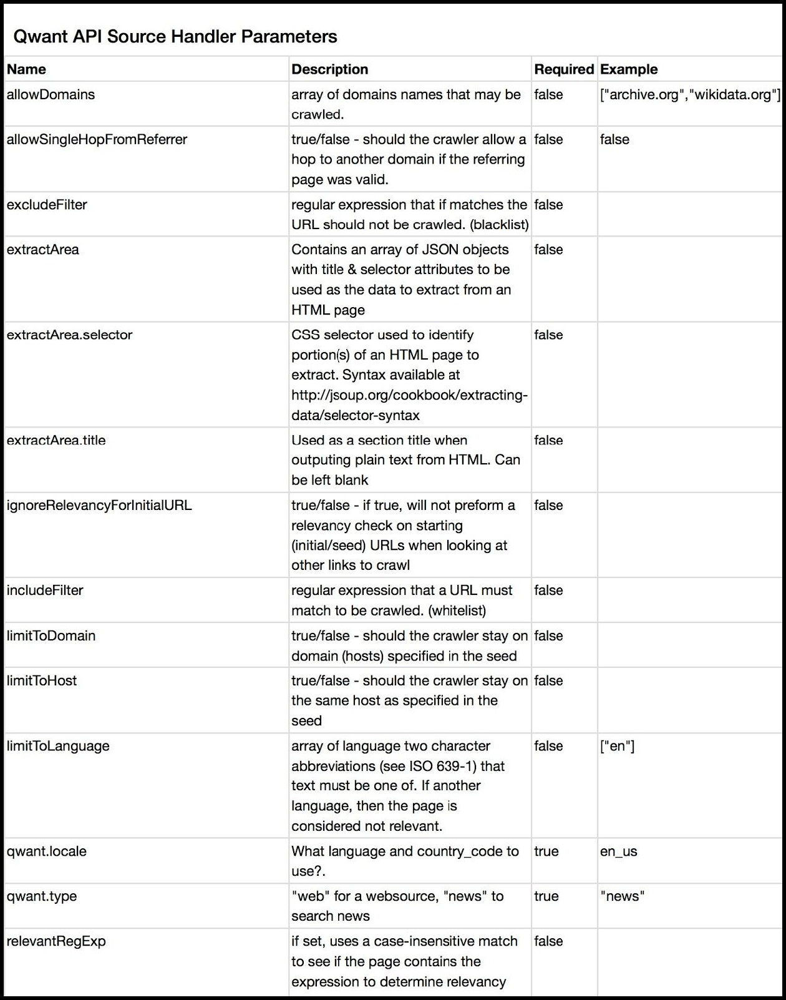 Qwant API Source Handler Parameters
Name Description Required Example
allowDomains array of domains names that may be false ["archive.org","wikidata.org"]
crawled.
allowSingleHopFromReferrer true/false - should the crawler allow a false false
hop to another domain if the referring
page was valid.
excludeFilter regular expression that if matches the false
URL should not be crawled. (blacklist)
extractArea Contains an array of JSON objects false
with title & selector attributes to be
used as the data to extract from an
HTML page
extractArea.selector CSS selector used to identify false
portion(s) of an HTML page to
extract. Syntax available at
http://jsoup.org/cookbook/extracting-
data/selector-syntax
extractArea.title Used as a section title when false
outputing plain text from HTML. Can
be left blank
ignoreRelevancyForInitialURL true/false - if true, will not preform a false
relevancy check on starting
(initial/seed) URLs when looking at
other links to crawl
includeFilter regular expression that a URL must false
match to be crawled. (whitelist)
limitToDomain true/false - should the crawler stay on false
domain (hosts) specified in the seed
limitToHost true/false - should the crawler stay on false
the same host as specified in the
seed
limitToLanguage array of language two character false ["en"]
abbreviations (see ISO 639-1) that
text must be one of. If another
language, then the page is
considered not relevant.
qwant.locale What language and country_code to true en_us
use?.
qwant.type "web" for a websource, "news" to true "news"
search news
relevantRegExp if set, uses a case-insensitive match false
to see if the page contains the
expression to determine relevancy